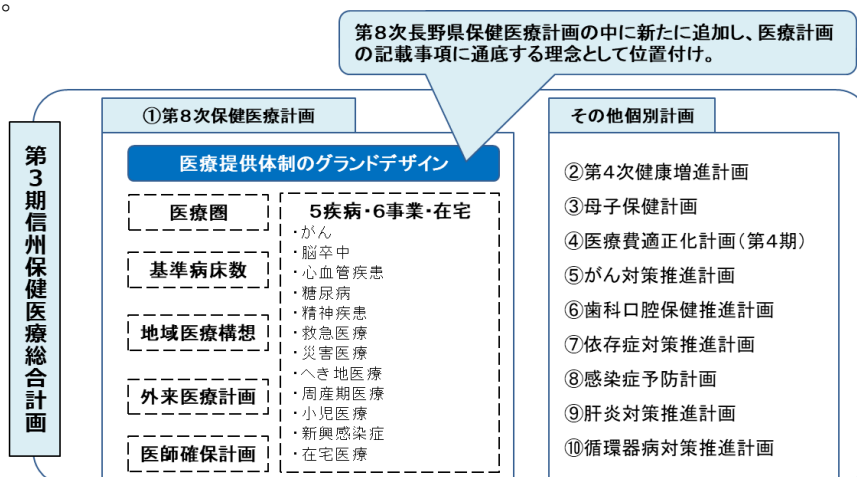 。
第8次長野県保健医療計画の中に新たに追加し、医療計画
の記載事項に通底する理念として位置付け。
第3期信州保健医療総合計画
①第8次保健医療計画
医療提供体制のグランドデザイン
医療圏
基準病床数
地域医療構想
外来医療計画
医師確保計画
5疾病・6事業・在宅
・がん
・脳卒中
・心血管疾患
・糖尿病
・精神疾患
・救急医療
・災害医療
・へき地医療
・周産期医療
・小児医療
・新興感染症
・在宅医療
その他個別計画
②第4次健康増進計画
③母子保健計画
④医療費適正化計画(第4期)
⑤がん対策推進計画
⑥歯科口腔保健推進計画
⑦依存症対策推進計画
⑧感染症予防計画
⑨肝炎対策推進計画
⑩循環器病対策推進計画